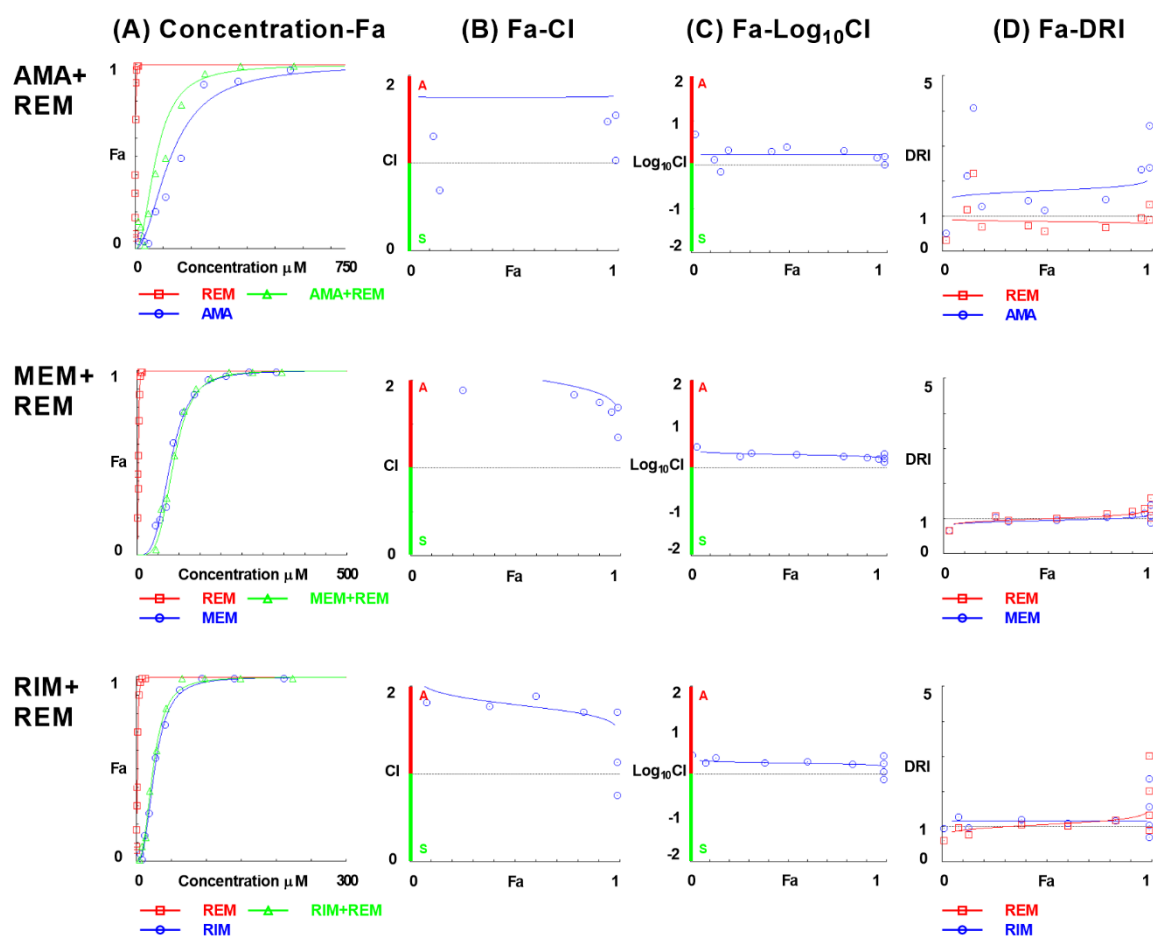 (A) Concentration-Fa (B) Fa-CI (C) Fa-Log₁₀CI (D) Fa-DRI
AMA+
REM
1
Fa
0
0 Concentration μM 750
REM AMA+REM
AMA
2
A
CI
S
0
0 Fa 1
2
A
1
Log₁₀CI
-1
S
-2
0 Fa 1
5
DRI
1
0
0 Fa 1
REM
AMA
MEM+
REM
1
Fa
0
0 Concentration μM 500
REM MEM+REM
MEM
2
A
CI
S
0
0 Fa 1
2
A
1
Log₁₀CI
-1
S
-2
0 Fa 1
5
DRI
1
0
0 Fa 1
REM
MEM
RIM+
REM
1
Fa
0
0 Concentration μM 300
REM RIM+REM
RIM
2
A
CI
S
0
0 Fa 1
2
A
1
Log₁₀CI
-1
S
-2
0 Fa 1
5
DRI
1
0
0 Fa 1
REM
RIM